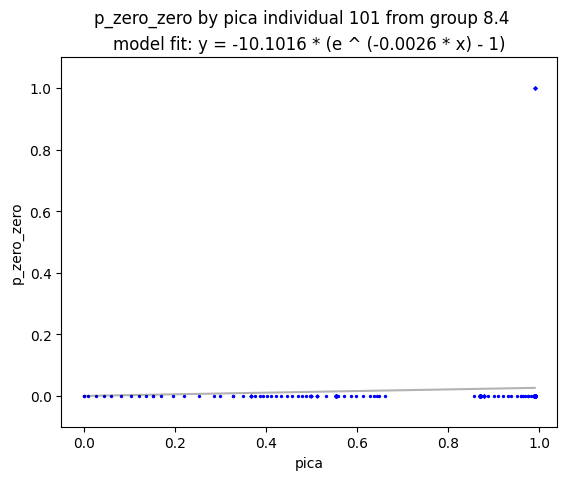 p_zero_zero by pica individual 101 from group 8.4
model fit: y = -10.1016 * (e ^ (-0.0026 * x) - 1)
1.0
0.8
0.6
0.4
0.2
0.0
p_zero_zero
0.0 0.2 0.4 0.6 0.8 1.0
pica